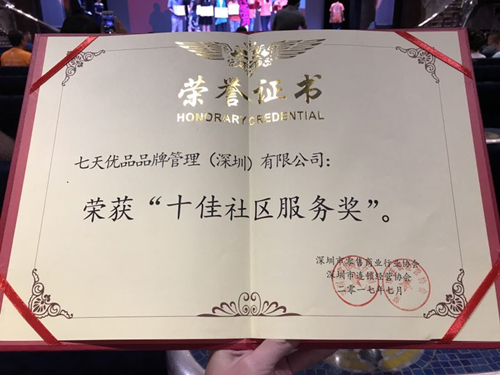 荣誉证书
HONORARY CREDENTIAL
七天优品品牌管理（深圳）有限公司：
荣获“十佳社区服务奖”。
深圳市零售商业行业协会
深圳市连锁经营协会
二〇一七年七月